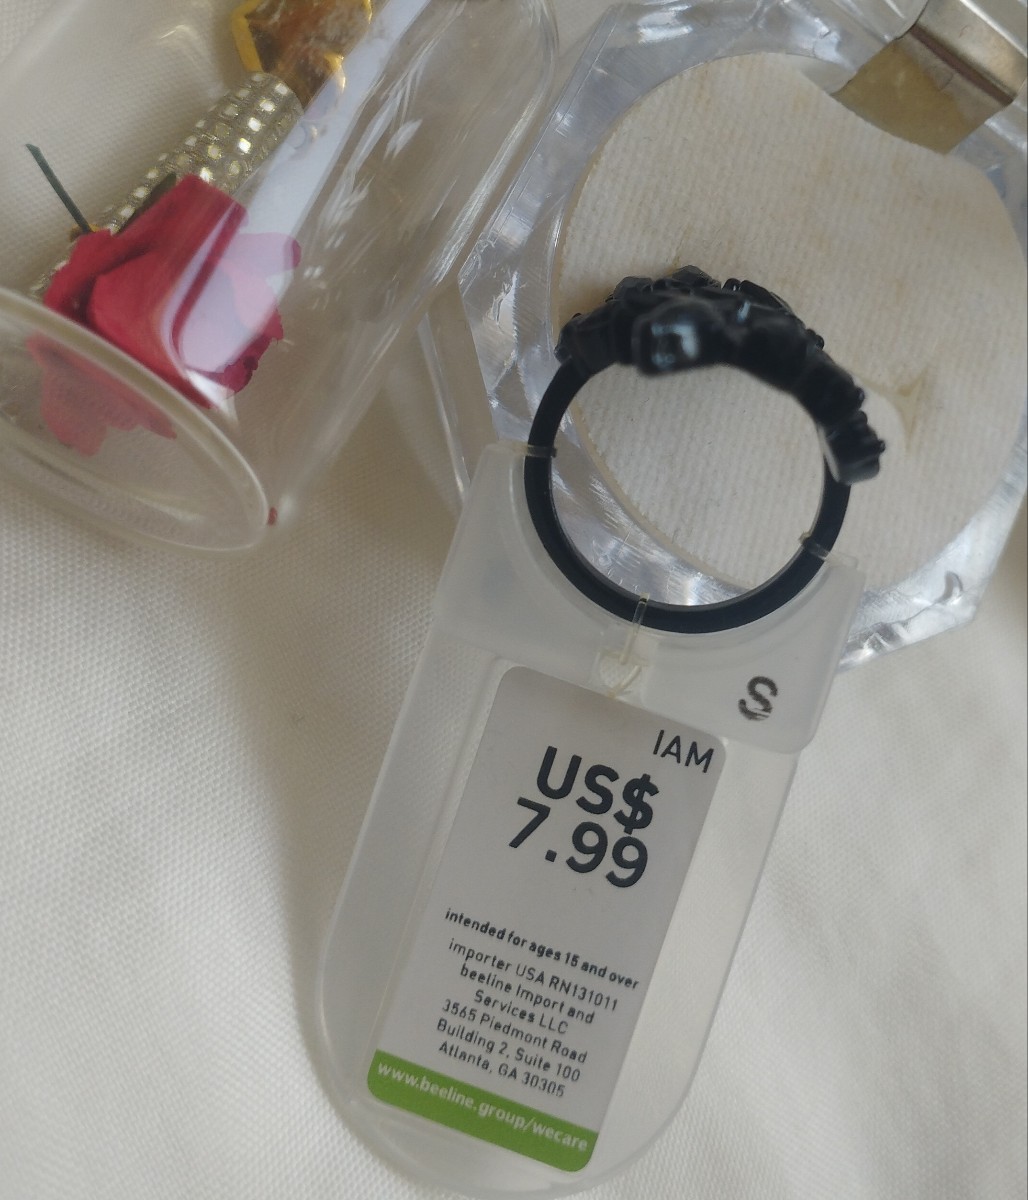 S
IAM
US$
7.99
intended for ages 15 and over
importer USA RN131011
beeline Import and
Services LLC
3565 Piedmont Road
Building 2, Suite 100
Atlanta, GA 30305
www.beeline.group/wecare